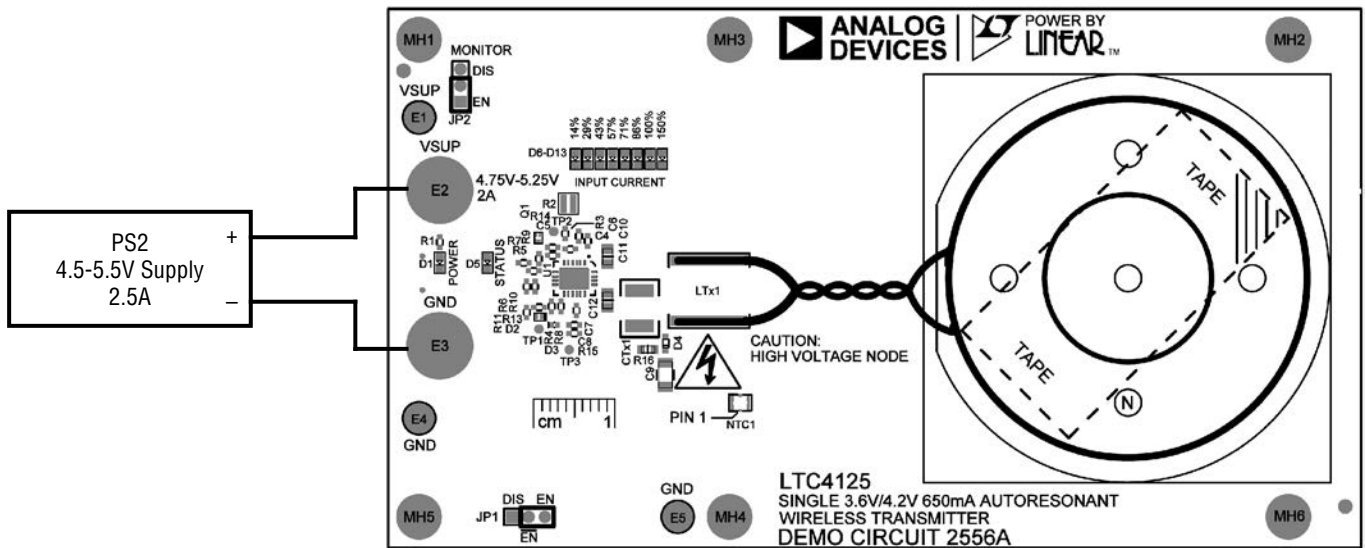 PS2
4.5-5.5V Supply
2.5A
+
–
MH1
MONITOR
DIS
EN
JP2
VSUP
E1
VSUP
E2
4.75V-5.25V
2A
14%
29%
43%
57%
71%
86%
100%
150%
D6-D13
INPUT CURRENT
MH3
ANALOG
DEVICES
POWER BY
LINEAR TM
MH2
R1
D1
POWER
D5
STATUS
Q1
R14
C5
TP2
R2
R3
C4
C6
C10
C11
R7
R9
R5
U1
R6
R10
R11
R13
D2
TP1
R4
D3
R8
C8
C7
R15
TP3
C12
CTx1
LTx1
R16
D4
C9
CAUTION:
HIGH VOLTAGE NODE
PIN 1
NTC1
TAPE
TAPE
N
GND
E3
E4
GND
cm 1
MH5
JP1
DIS EN
EN
GND
E5
MH4
LTC4125
SINGLE 3.6V/4.2V 650mA AUTORESONANT
WIRELESS TRANSMITTER
DEMO CIRCUIT 2556A
MH6